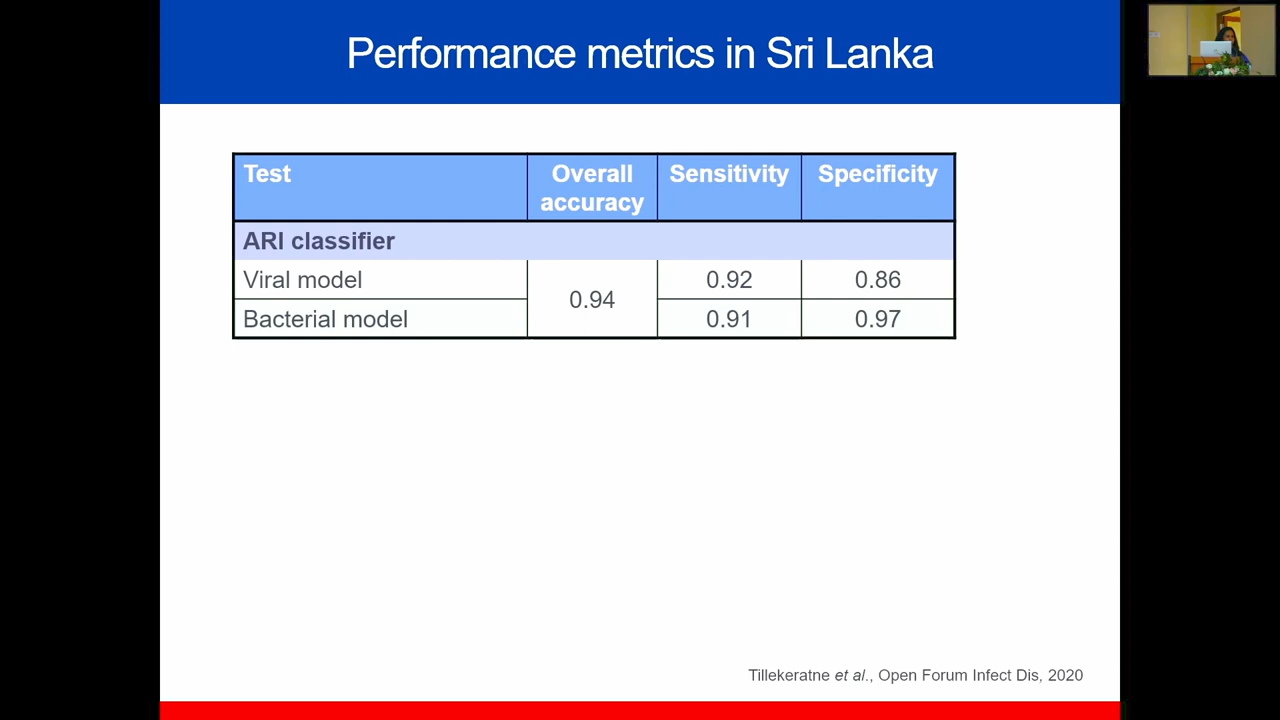 Performance metrics in Sri Lanka
Test Overall accuracy Sensitivity Specificity
ARI classifier
Viral model 0.94 0.92 0.86
Bacterial model 0.91 0.97
Tillekeratne et al., Open Forum Infect Dis, 2020